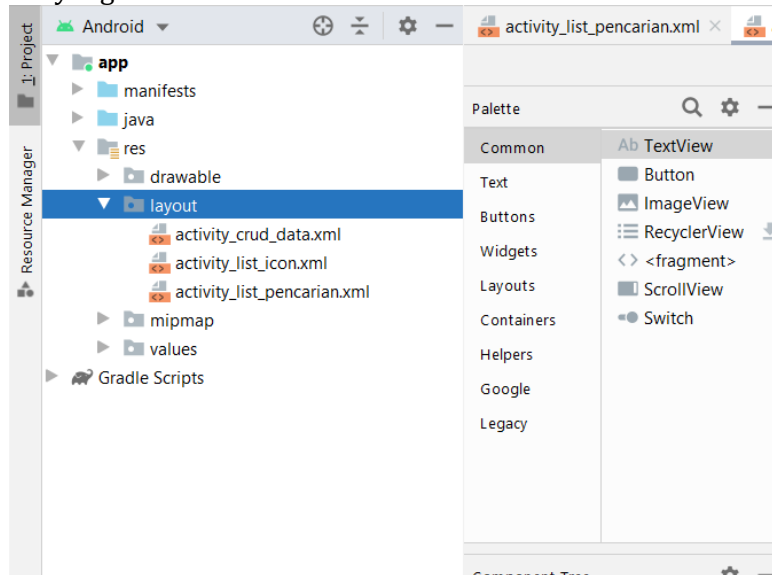 1: Project
Resource Manager
Android
app
manifests
java
res
drawable
layout
activity_crud_data.xml
activity_list_icon.xml
activity_list_pencarian.xml
mipmap
values
Gradle Scripts
activity_list_pencarian.xml
Palette
Common
Text
Buttons
Widgets
Layouts
Containers
Helpers
Google
Legacy
Ab TextView
Button
ImageView
RecyclerView
<> <fragment>
ScrollView
Switch